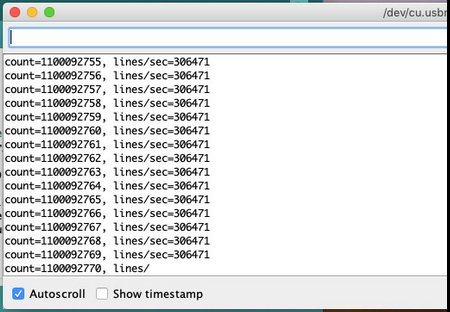 /dev/cu.usbm
count=1100092755, lines/sec=306471
count=1100092756, lines/sec=306471
count=1100092757, lines/sec=306471
count=1100092758, lines/sec=306471
count=1100092759, lines/sec=306471
count=1100092760, lines/sec=306471
count=1100092761, lines/sec=306471
count=1100092762, lines/sec=306471
count=1100092763, lines/sec=306471
count=1100092764, lines/sec=306471
count=1100092765, lines/sec=306471
count=1100092766, lines/sec=306471
count=1100092767, lines/sec=306471
count=1100092768, lines/sec=306471
count=1100092769, lines/sec=306471
count=1100092770, lines/
Autoscroll Show timestamp